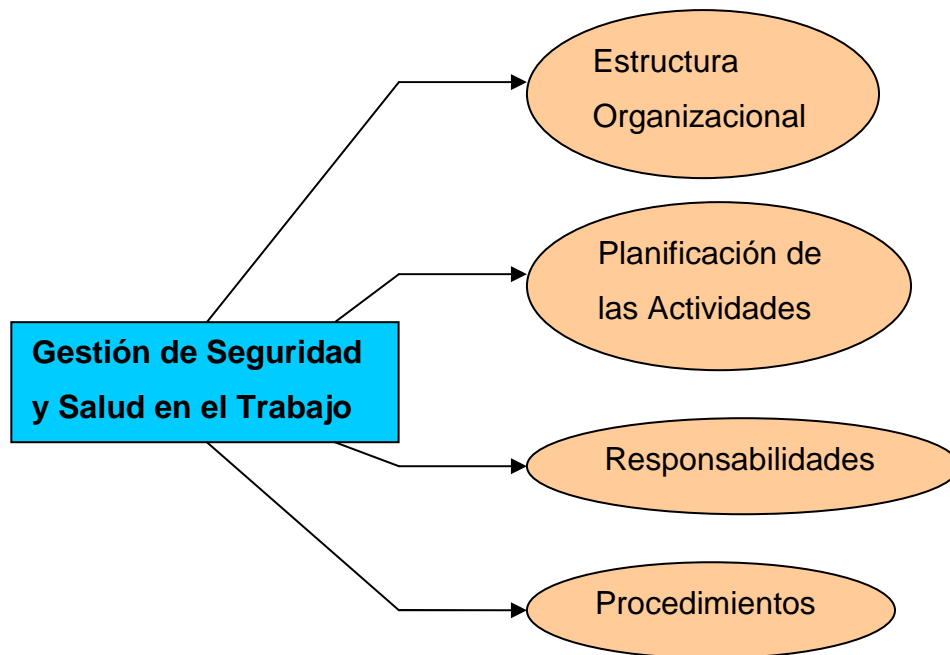 Estructura
Organizacional
Planificación de
las Actividades
Gestión de Seguridad
y Salud en el Trabajo
Responsabilidades
Procedimientos